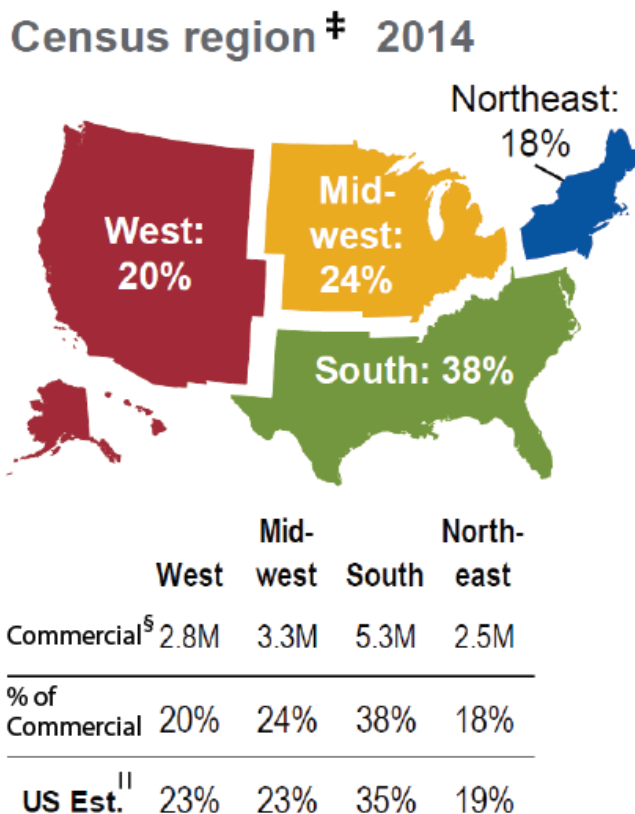 Census region ‡ 2014
Northeast:
18%
West:
20%
Mid-
west:
24%
South: 38%
West Mid-west South North-east
Commercial§ 2.8M 3.3M 5.3M 2.5M
% of
Commercial 20% 24% 38% 18%
US Est.|| 23% 23% 35% 19%